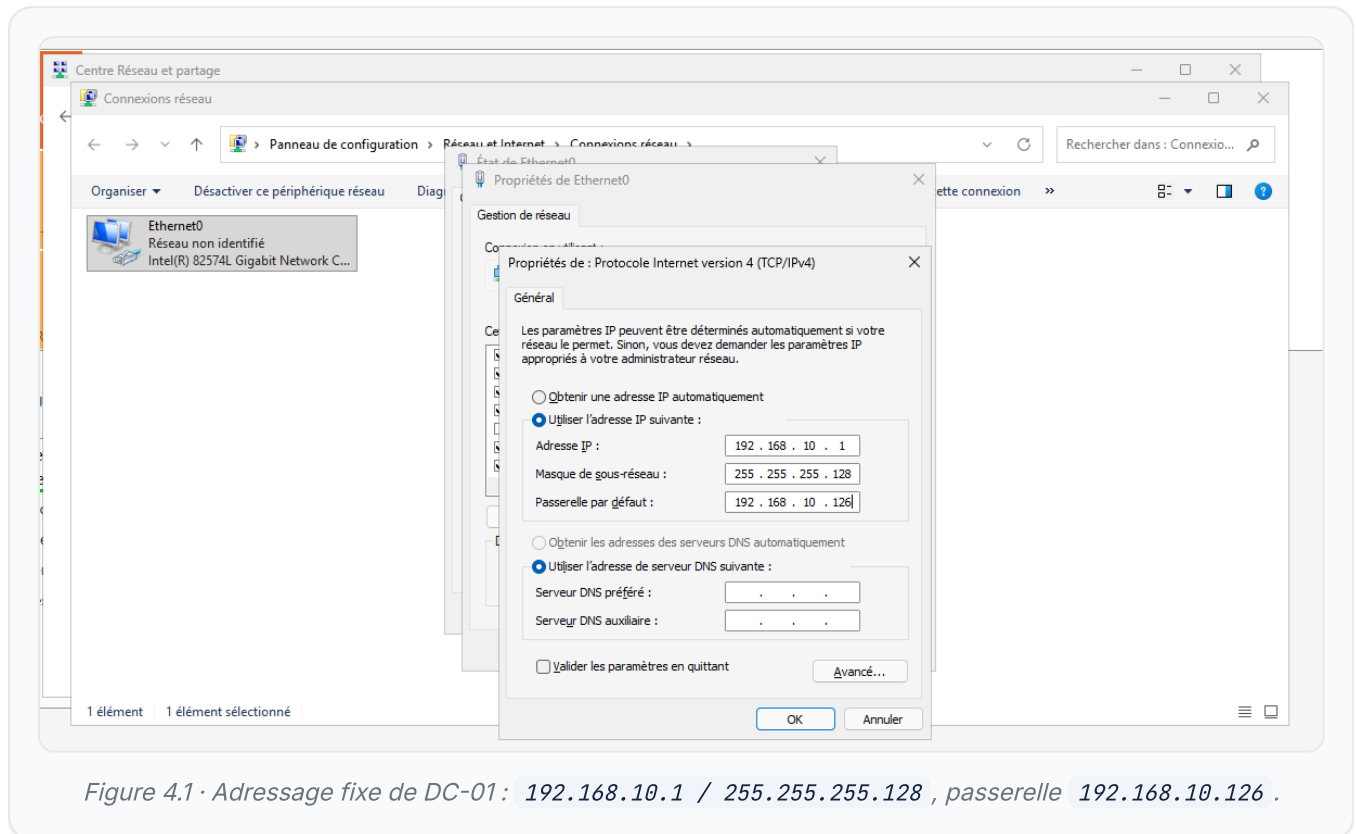 Centre Réseau et partage
Connexions réseau
Panneau de configuration > Réseau et Internet > Connexions réseau >
Rechercher dans : Connexio...
État de Ethernet0
Propriétés de Ethernet0
Organiser
Désactiver ce périphérique réseau
ette connexion
»
Gestion de réseau
Ethernet0
Réseau non identifié
Intel(R) 82574L Gigabit Network C...
Propriétés de : Protocole Internet version 4 (TCP/IPv4)
Général
Les paramètres IP peuvent être déterminés automatiquement si votre
réseau le permet. Sinon, vous devez demander les paramètres IP
appropriés à votre administrateur réseau.
Obtenir une adresse IP automatiquement
Utiliser l'adresse IP suivante :
Adresse IP : 192 . 168 . 10 . 1
Masque de sous-réseau : 255 . 255 . 255 . 128
Passerelle par défaut : 192 . 168 . 10 . 126
Obtenir les adresses des serveurs DNS automatiquement
Utiliser l'adresse de serveur DNS suivante :
Serveur DNS préféré : . . .
Serveur DNS auxiliaire : . . .
Valider les paramètres en quittant
Avancé...
OK
Annuler
1 élément
1 élément sélectionné
Figure 4.1 · Adressage fixe de DC-01 : 192.168.10.1 / 255.255.255.128 , passerelle 192.168.10.126 .